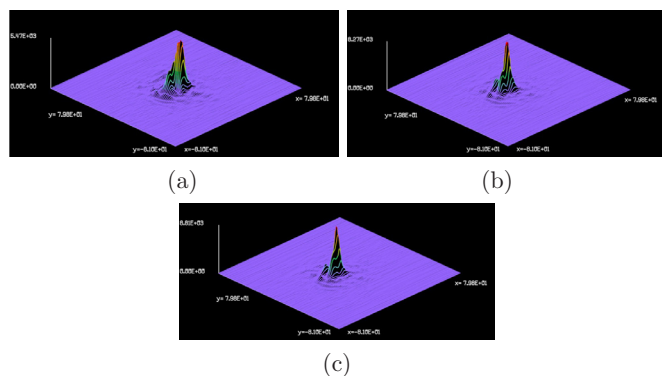 5.47E+03
0.00E+00
y= 7.98E+01
x= 7.98E+01
y=-8.10E+01 x=-8.10E+01
(a)
6.27E+03
0.00E+00
y= 7.98E+01
x= 7.98E+01
y=-8.10E+01 x=-8.10E+01
(b)
6.81E+03
0.00E+00
y= 7.98E+01
x= 7.98E+01
y=-8.10E+01 x=-8.10E+01
(c)